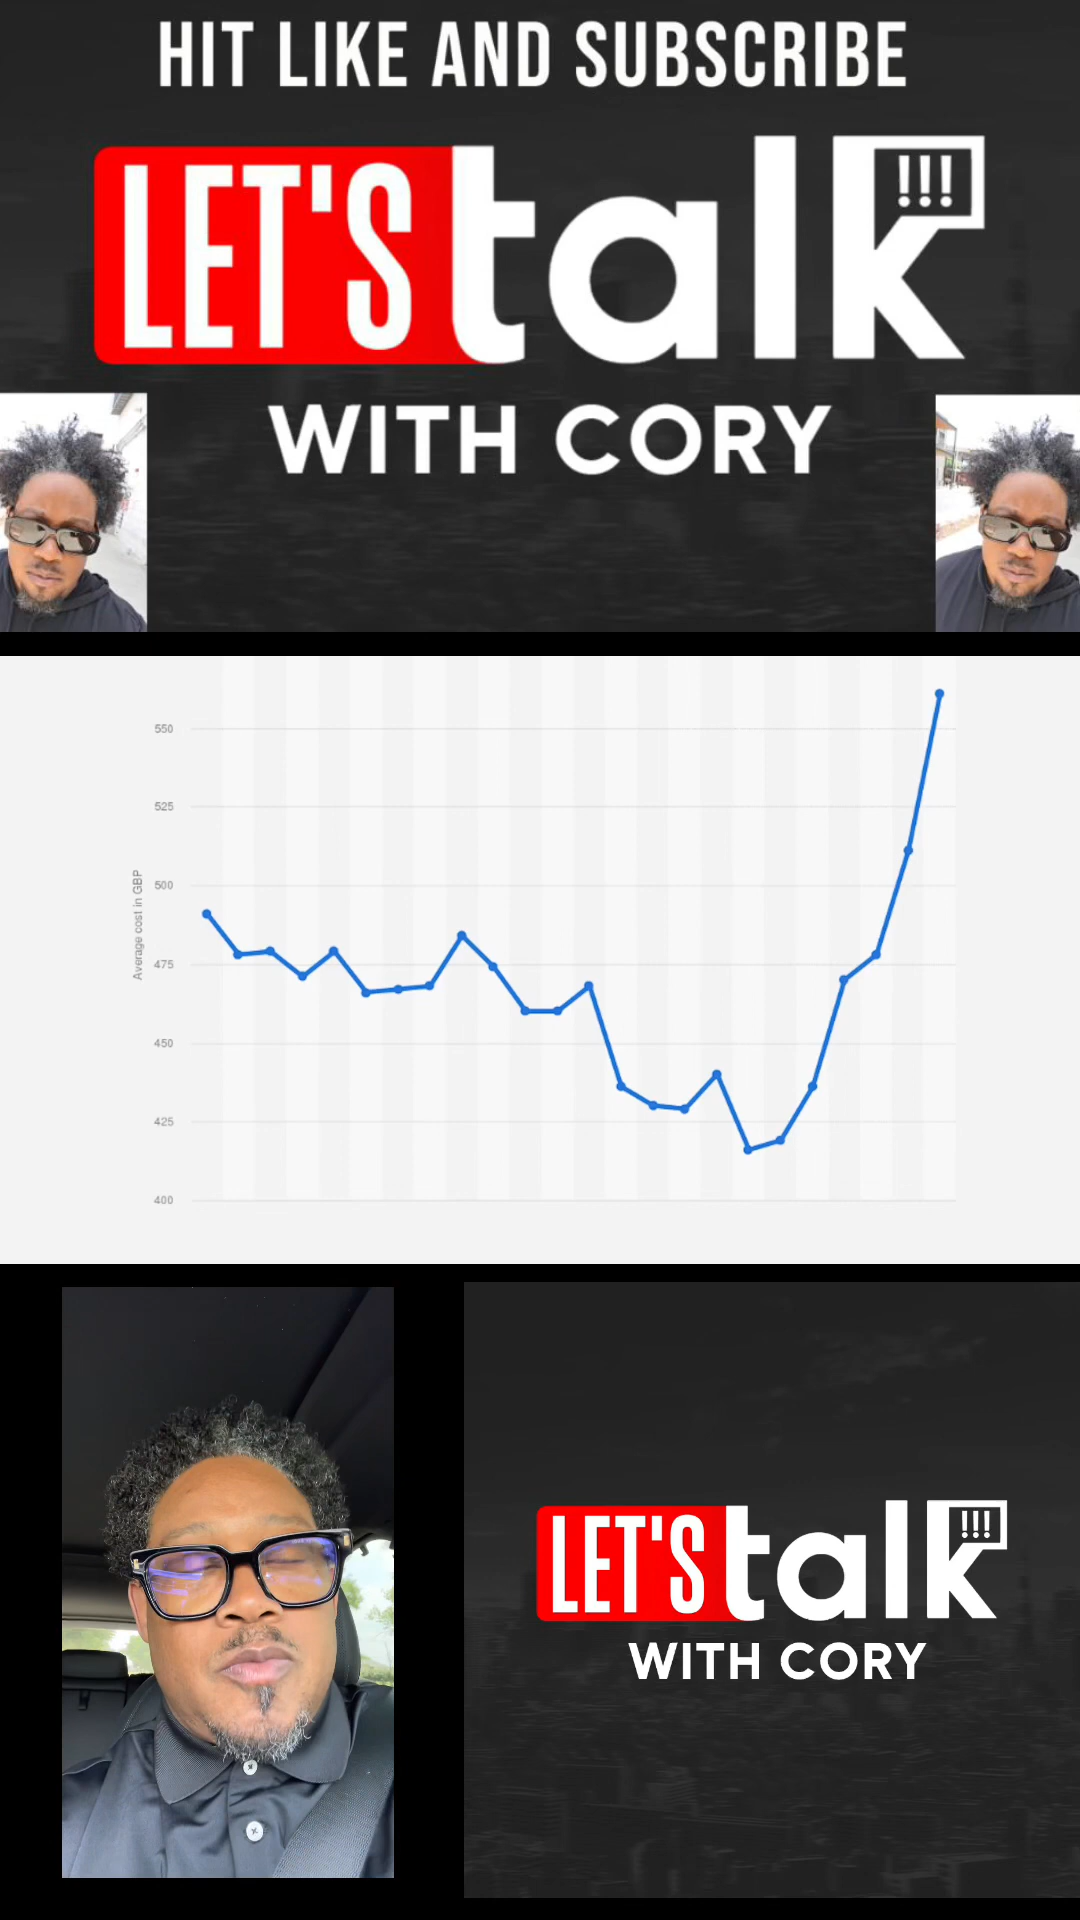 HIT LIKE AND SUBSCRIBE
LET'S talk !!!
WITH CORY
550
525
500
475
450
425
400
Average cost in GBP
LET'S talk !!!
WITH CORY